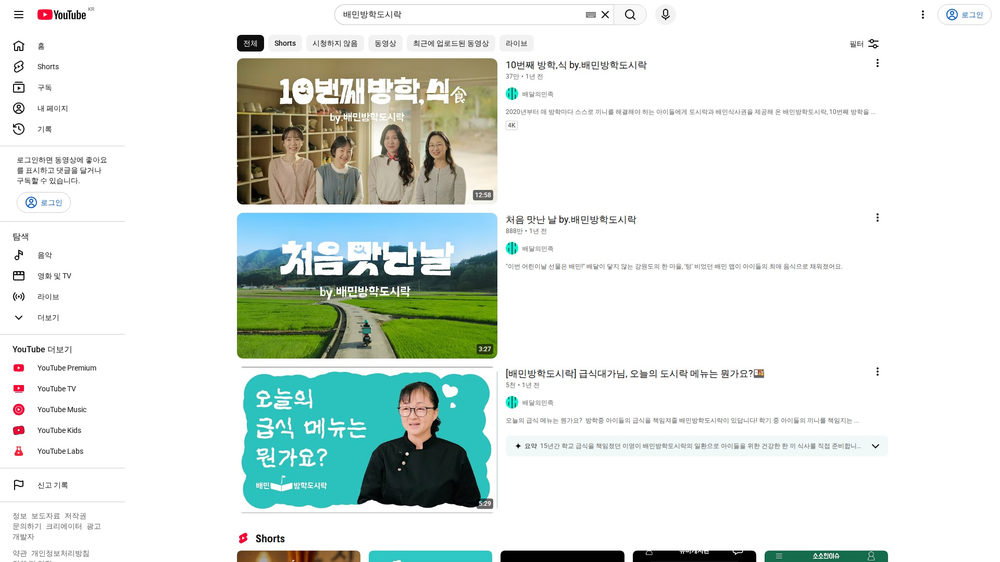 YouTube KR
배민방학도시락
로그인
홈
Shorts
구독
내 페이지
기록
로그인하면 동영상에 좋아요
를 표시하고 댓글을 달거나
구독할 수 있습니다.
로그인
탐색
음악
영화 및 TV
라이브
더보기
YouTube 더보기
YouTube Premium
YouTube TV
YouTube Music
YouTube Kids
YouTube Labs
신고 기록
정보 보도자료 저작권
문의하기 크리에이터 광고
개발자
약관 개인정보처리방침
전체 Shorts 시청하지 않음 동영상 최근에 업로드된 동영상 라이브
필터
10번째 방학,식食
by.배민방학도시락
12:58
10번째 방학,식 by.배민방학도시락
37만 • 1년 전
배달의민족
2020년부터 매 방학마다 스스로 끼니를 해결해야 하는 아이들에게 도시락과 배민식사권을 제공해 온 배민방학도시락, 10번째 방학을 ...
4K
처음 맛난 날
by.배민방학도시락
3:27
처음 맛난 날 by.배민방학도시락
888만 • 1년 전
배달의민족
"이번 어린이날 선물은 배민!" 배달이 닿지 않는 강원도의 한 마을, '텅' 비었던 배민 앱이 아이들의 최애 음식으로 채워졌어요.
오늘의
급식 메뉴는
뭔가요?
배민 방학도시락
5:29
[배민방학도시락] 급식대가님, 오늘의 도시락 메뉴는 뭔가요?🍱
5천 • 1년 전
배달의민족
오늘의 급식 메뉴는 뭔가요? 방학중 아이들의 급식을 책임져줄 배민방학도시락이 있답니다! 학기 중 아이들의 끼니를 책임지는 ...
요약 15년간 학교 급식을 책임졌던 이영이 배민방학도시락의 일환으로 아이들을 위한 건강한 한 끼 식사를 직접 준비합니...
Shorts
소소한이슈